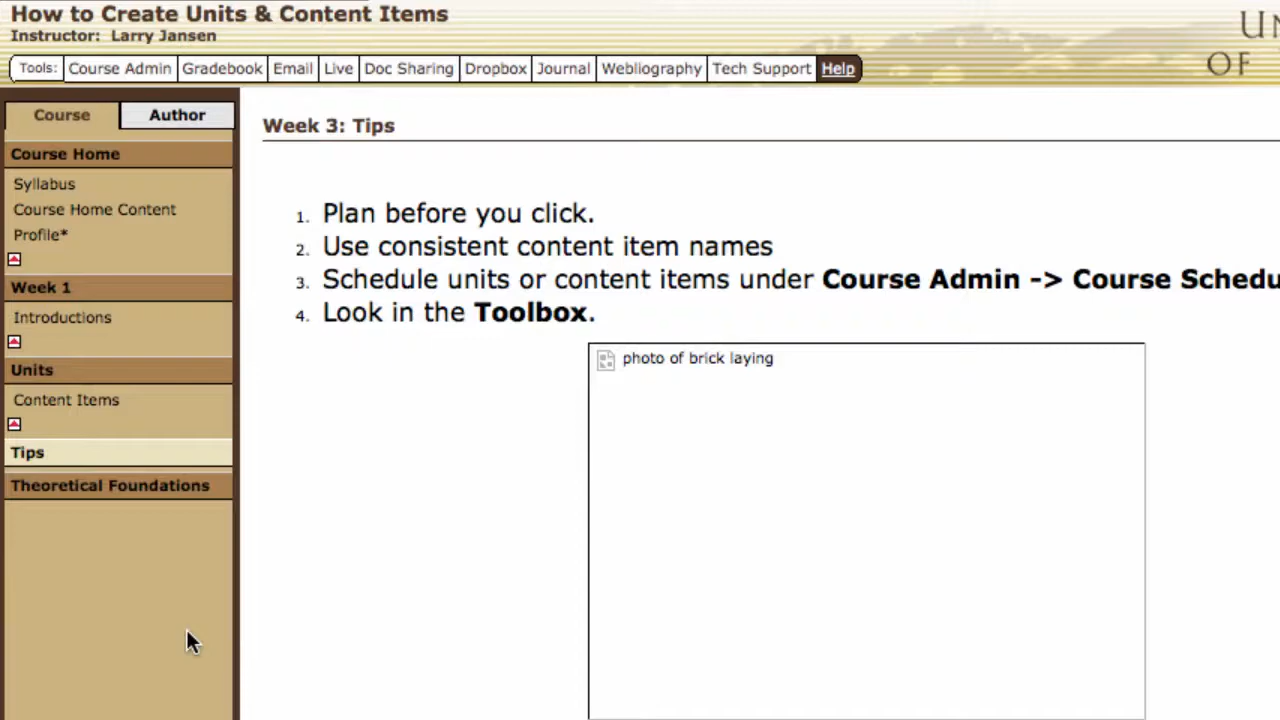 How to Create Units & Content Items
Instructor: Larry Jansen
OF
Tools: Course Admin Gradebook Email Live Doc Sharing Dropbox Journal Webliography Tech Support Help
Course Author
Course Home
Syllabus
Course Home Content
Profile*
Week 1
Introductions
Units
Content Items
Tips
Theoretical Foundations
Week 3: Tips
1. Plan before you click.
2. Use consistent content item names
3. Schedule units or content items under Course Admin -> Course
4. Look in the Toolbox.
photo of brick laying